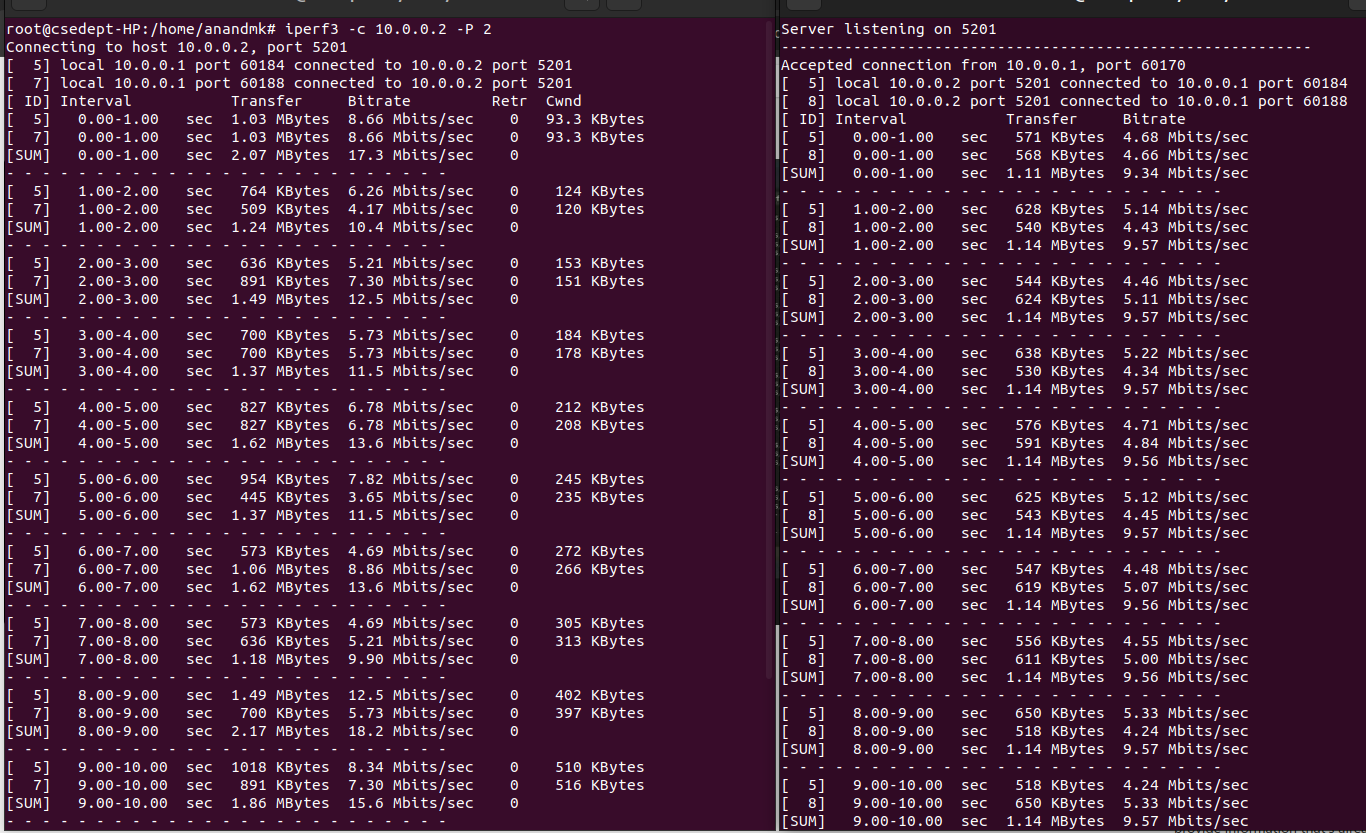 root@csedept-HP:/home/anandmk# iperf3 -c 10.0.0.2 -P 2
Connecting to host 10.0.0.2, port 5201
[  5] local 10.0.0.1 port 60184 connected to 10.0.0.2 port 5201
[  7] local 10.0.0.1 port 60188 connected to 10.0.0.2 port 5201
[ ID] Interval           Transfer     Bitrate         Retr  Cwnd
[  5]   0.00-1.00   sec  1.03 MBytes  8.66 Mbits/sec    0   93.3 KBytes
[  7]   0.00-1.00   sec  1.03 MBytes  8.66 Mbits/sec    0   93.3 KBytes
[SUM]   0.00-1.00   sec  2.07 MBytes  17.3 Mbits/sec    0
- - - - - - - - - - - - - - - - - - - - - - - - -
[  5]   1.00-2.00   sec   764 KBytes  6.26 Mbits/sec    0    124 KBytes
[  7]   1.00-2.00   sec   509 KBytes  4.17 Mbits/sec    0    120 KBytes
[SUM]   1.00-2.00   sec  1.24 MBytes  10.4 Mbits/sec    0
- - - - - - - - - - - - - - - - - - - - - - - - -
[  5]   2.00-3.00   sec   636 KBytes  5.21 Mbits/sec    0    153 KBytes
[  7]   2.00-3.00   sec   891 KBytes  7.30 Mbits/sec    0    151 KBytes
[SUM]   2.00-3.00   sec  1.49 MBytes  12.5 Mbits/sec    0
- - - - - - - - - - - - - - - - - - - - - - - - -
[  5]   3.00-4.00   sec   700 KBytes  5.73 Mbits/sec    0    184 KBytes
[  7]   3.00-4.00   sec   700 KBytes  5.73 Mbits/sec    0    178 KBytes
[SUM]   3.00-4.00   sec  1.37 MBytes  11.5 Mbits/sec    0
- - - - - - - - - - - - - - - - - - - - - - - - -
[  5]   4.00-5.00   sec   827 KBytes  6.78 Mbits/sec    0    212 KBytes
[  7]   4.00-5.00   sec   827 KBytes  6.78 Mbits/sec    0    208 KBytes
[SUM]   4.00-5.00   sec  1.62 MBytes  13.6 Mbits/sec    0
- - - - - - - - - - - - - - - - - - - - - - - - -
[  5]   5.00-6.00   sec   954 KBytes  7.82 Mbits/sec    0    245 KBytes
[  7]   5.00-6.00   sec   445 KBytes  3.65 Mbits/sec    0    235 KBytes
[SUM]   5.00-6.00   sec  1.37 MBytes  11.5 Mbits/sec    0
- - - - - - - - - - - - - - - - - - - - - - - - -
[  5]   6.00-7.00   sec   573 KBytes  4.69 Mbits/sec    0    272 KBytes
[  7]   6.00-7.00   sec  1.06 MBytes  8.86 Mbits/sec    0    266 KBytes
[SUM]   6.00-7.00   sec  1.62 MBytes  13.6 Mbits/sec    0
- - - - - - - - - - - - - - - - - - - - - - - - -
[  5]   7.00-8.00   sec   573 KBytes  4.69 Mbits/sec    0    305 KBytes
[  7]   7.00-8.00   sec   636 KBytes  5.21 Mbits/sec    0    313 KBytes
[SUM]   7.00-8.00   sec  1.18 MBytes  9.90 Mbits/sec    0
- - - - - - - - - - - - - - - - - - - - - - - - -
[  5]   8.00-9.00   sec  1.49 MBytes  12.5 Mbits/sec    0    402 KBytes
[  7]   8.00-9.00   sec   700 KBytes  5.73 Mbits/sec    0    397 KBytes
[SUM]   8.00-9.00   sec  2.17 MBytes  18.2 Mbits/sec    0
- - - - - - - - - - - - - - - - - - - - - - - - -
[  5]   9.00-10.00  sec  1018 KBytes  8.34 Mbits/sec    0    510 KBytes
[  7]   9.00-10.00  sec   891 KBytes  7.30 Mbits/sec    0    516 KBytes
[SUM]   9.00-10.00  sec  1.86 MBytes  15.6 Mbits/sec    0
- - - - - - - - - - - - - - - - - - - - - - - - -
Server listening on 5201
-----------------------------------------------------------
Accepted connection from 10.0.0.1, port 60170
[  5] local 10.0.0.2 port 5201 connected to 10.0.0.1 port 60184
[  8] local 10.0.0.2 port 5201 connected to 10.0.0.1 port 60188
[ ID] Interval           Transfer     Bitrate
[  5]   0.00-1.00   sec   571 KBytes  4.68 Mbits/sec
[  8]   0.00-1.00   sec   568 KBytes  4.66 Mbits/sec
[SUM]   0.00-1.00   sec  1.11 MBytes  9.34 Mbits/sec
- - - - - - - - - - - - - - - - - - - - - - - - -
[  5]   1.00-2.00   sec   628 KBytes  5.14 Mbits/sec
[  8]   1.00-2.00   sec   540 KBytes  4.43 Mbits/sec
[SUM]   1.00-2.00   sec  1.14 MBytes  9.57 Mbits/sec
- - - - - - - - - - - - - - - - - - - - - - - - -
[  5]   2.00-3.00   sec   544 KBytes  4.46 Mbits/sec
[  8]   2.00-3.00   sec   624 KBytes  5.11 Mbits/sec
[SUM]   2.00-3.00   sec  1.14 MBytes  9.57 Mbits/sec
- - - - - - - - - - - - - - - - - - - - - - - - -
[  5]   3.00-4.00   sec   638 KBytes  5.22 Mbits/sec
[  8]   3.00-4.00   sec   530 KBytes  4.34 Mbits/sec
[SUM]   3.00-4.00   sec  1.14 MBytes  9.57 Mbits/sec
- - - - - - - - - - - - - - - - - - - - - - - - -
[  5]   4.00-5.00   sec   576 KBytes  4.71 Mbits/sec
[  8]   4.00-5.00   sec   591 KBytes  4.84 Mbits/sec
[SUM]   4.00-5.00   sec  1.14 MBytes  9.56 Mbits/sec
- - - - - - - - - - - - - - - - - - - - - - - - -
[  5]   5.00-6.00   sec   625 KBytes  5.12 Mbits/sec
[  8]   5.00-6.00   sec   543 KBytes  4.45 Mbits/sec
[SUM]   5.00-6.00   sec  1.14 MBytes  9.57 Mbits/sec
- - - - - - - - - - - - - - - - - - - - - - - - -
[  5]   6.00-7.00   sec   547 KBytes  4.48 Mbits/sec
[  8]   6.00-7.00   sec   619 KBytes  5.07 Mbits/sec
[SUM]   6.00-7.00   sec  1.14 MBytes  9.56 Mbits/sec
- - - - - - - - - - - - - - - - - - - - - - - - -
[  5]   7.00-8.00   sec   556 KBytes  4.55 Mbits/sec
[  8]   7.00-8.00   sec   611 KBytes  5.00 Mbits/sec
[SUM]   7.00-8.00   sec  1.14 MBytes  9.56 Mbits/sec
- - - - - - - - - - - - - - - - - - - - - - - - -
[  5]   8.00-9.00   sec   650 KBytes  5.33 Mbits/sec
[  8]   8.00-9.00   sec   518 KBytes  4.24 Mbits/sec
[SUM]   8.00-9.00   sec  1.14 MBytes  9.57 Mbits/sec
- - - - - - - - - - - - - - - - - - - - - - - - -
[  5]   9.00-10.00  sec   518 KBytes  4.24 Mbits/sec
[  8]   9.00-10.00  sec   650 KBytes  5.33 Mbits/sec
[SUM]   9.00-10.00  sec  1.14 MBytes  9.57 Mbits/sec